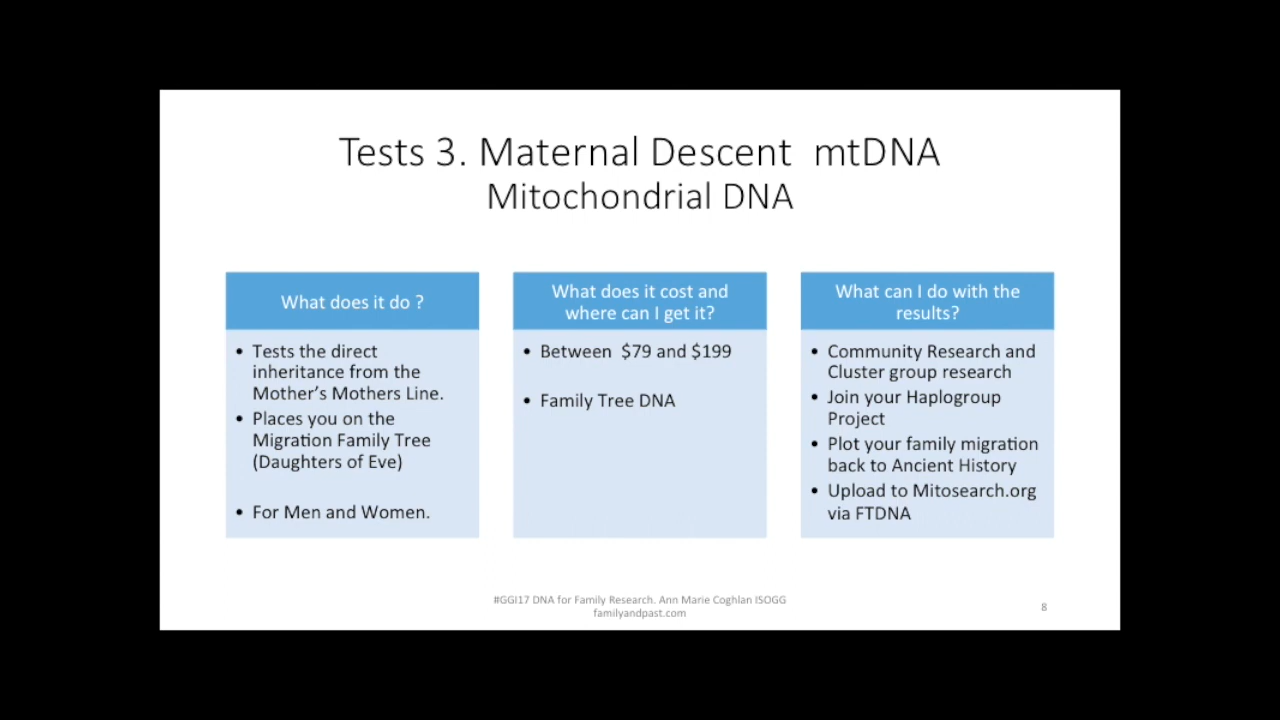 Tests 3. Maternal Descent  mtDNA
Mitochondrial DNA
What does it do ?
• Tests the direct
inheritance from the
Mother's Mothers Line.
• Places you on the
Migration Family Tree
(Daughters of Eve)
• For Men and Women.
What does it cost and
where can I get it?
• Between  $79 and $199
• Family Tree DNA
What can I do with the
results?
• Community Research and
Cluster group research
• Join your Haplogroup
Project
• Plot your family migration
back to Ancient History
• Upload to Mitosearch.org
via FTDNA
#GGI17 DNA for Family Research. Ann Marie Coghlan ISOGG
familyandpast.com
8